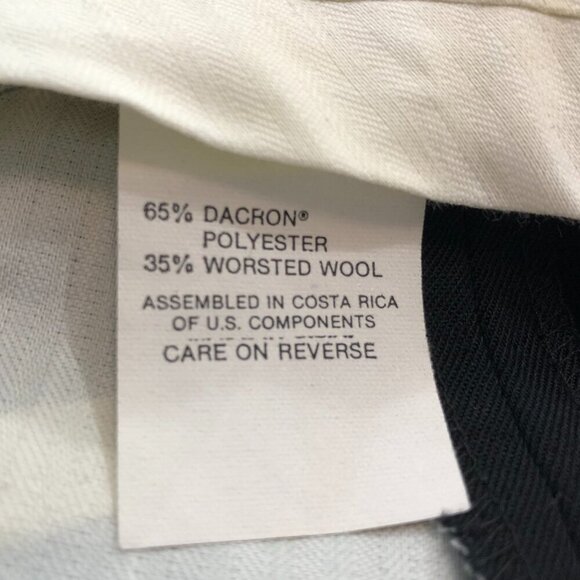 65% DACRON®
POLYESTER
35% WORSTED WOOL
ASSEMBLED IN COSTA RICA
OF U.S. COMPONENTS
CARE ON REVERSE